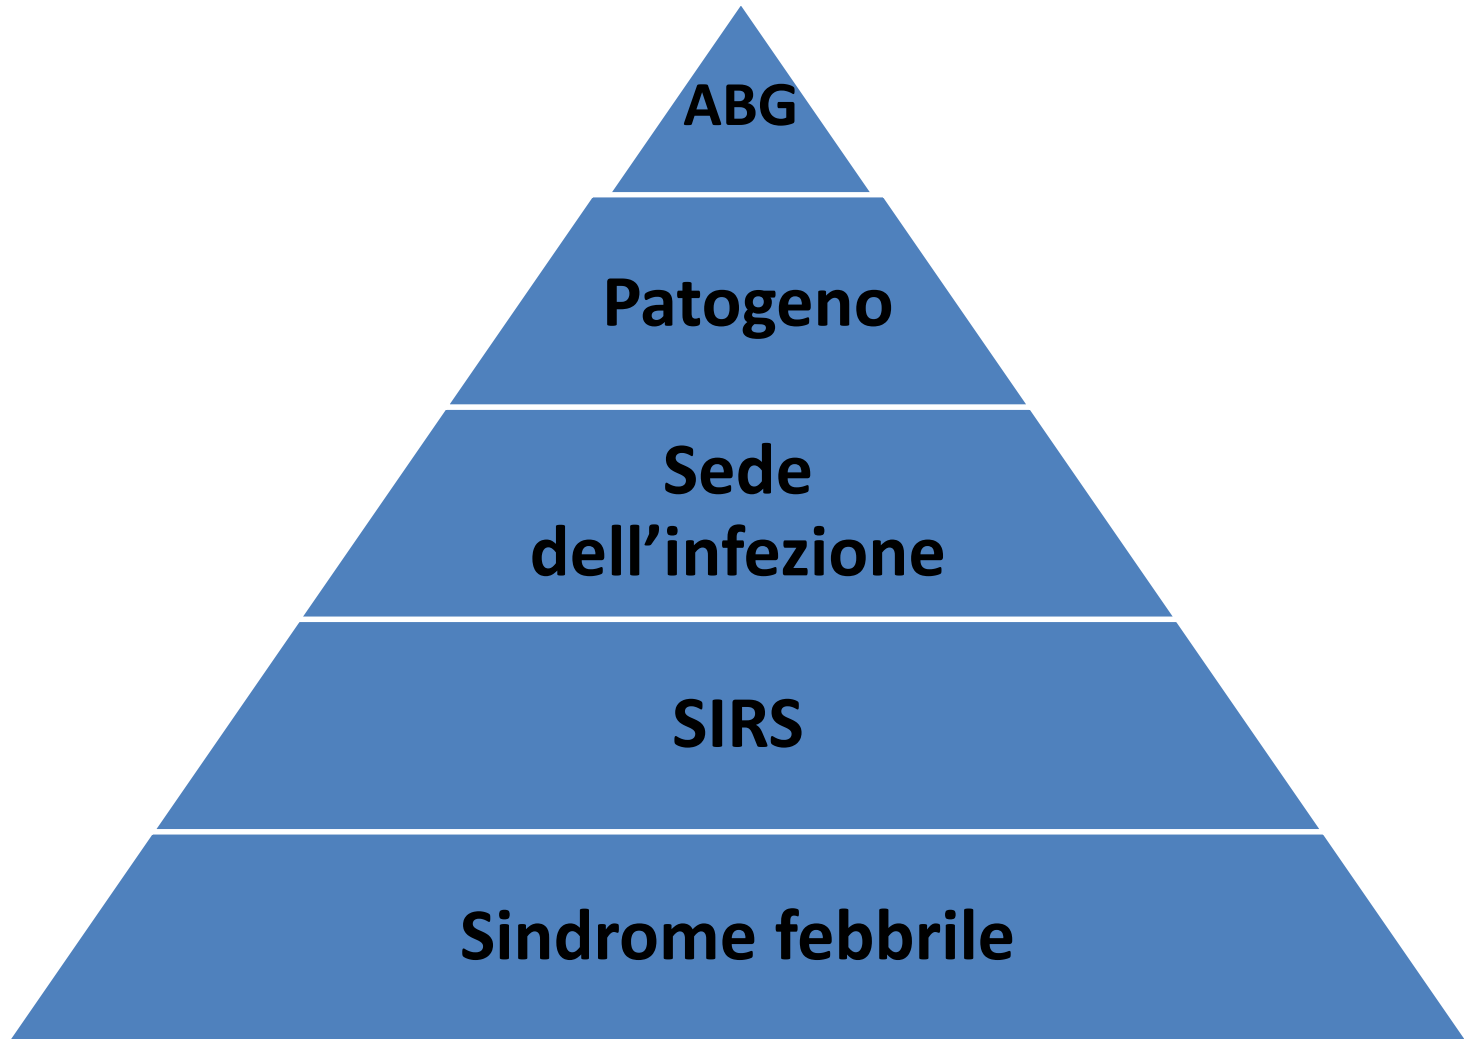 ABG
Patogeno
Sede
dell’infezione
SIRS
Sindrome febbrile